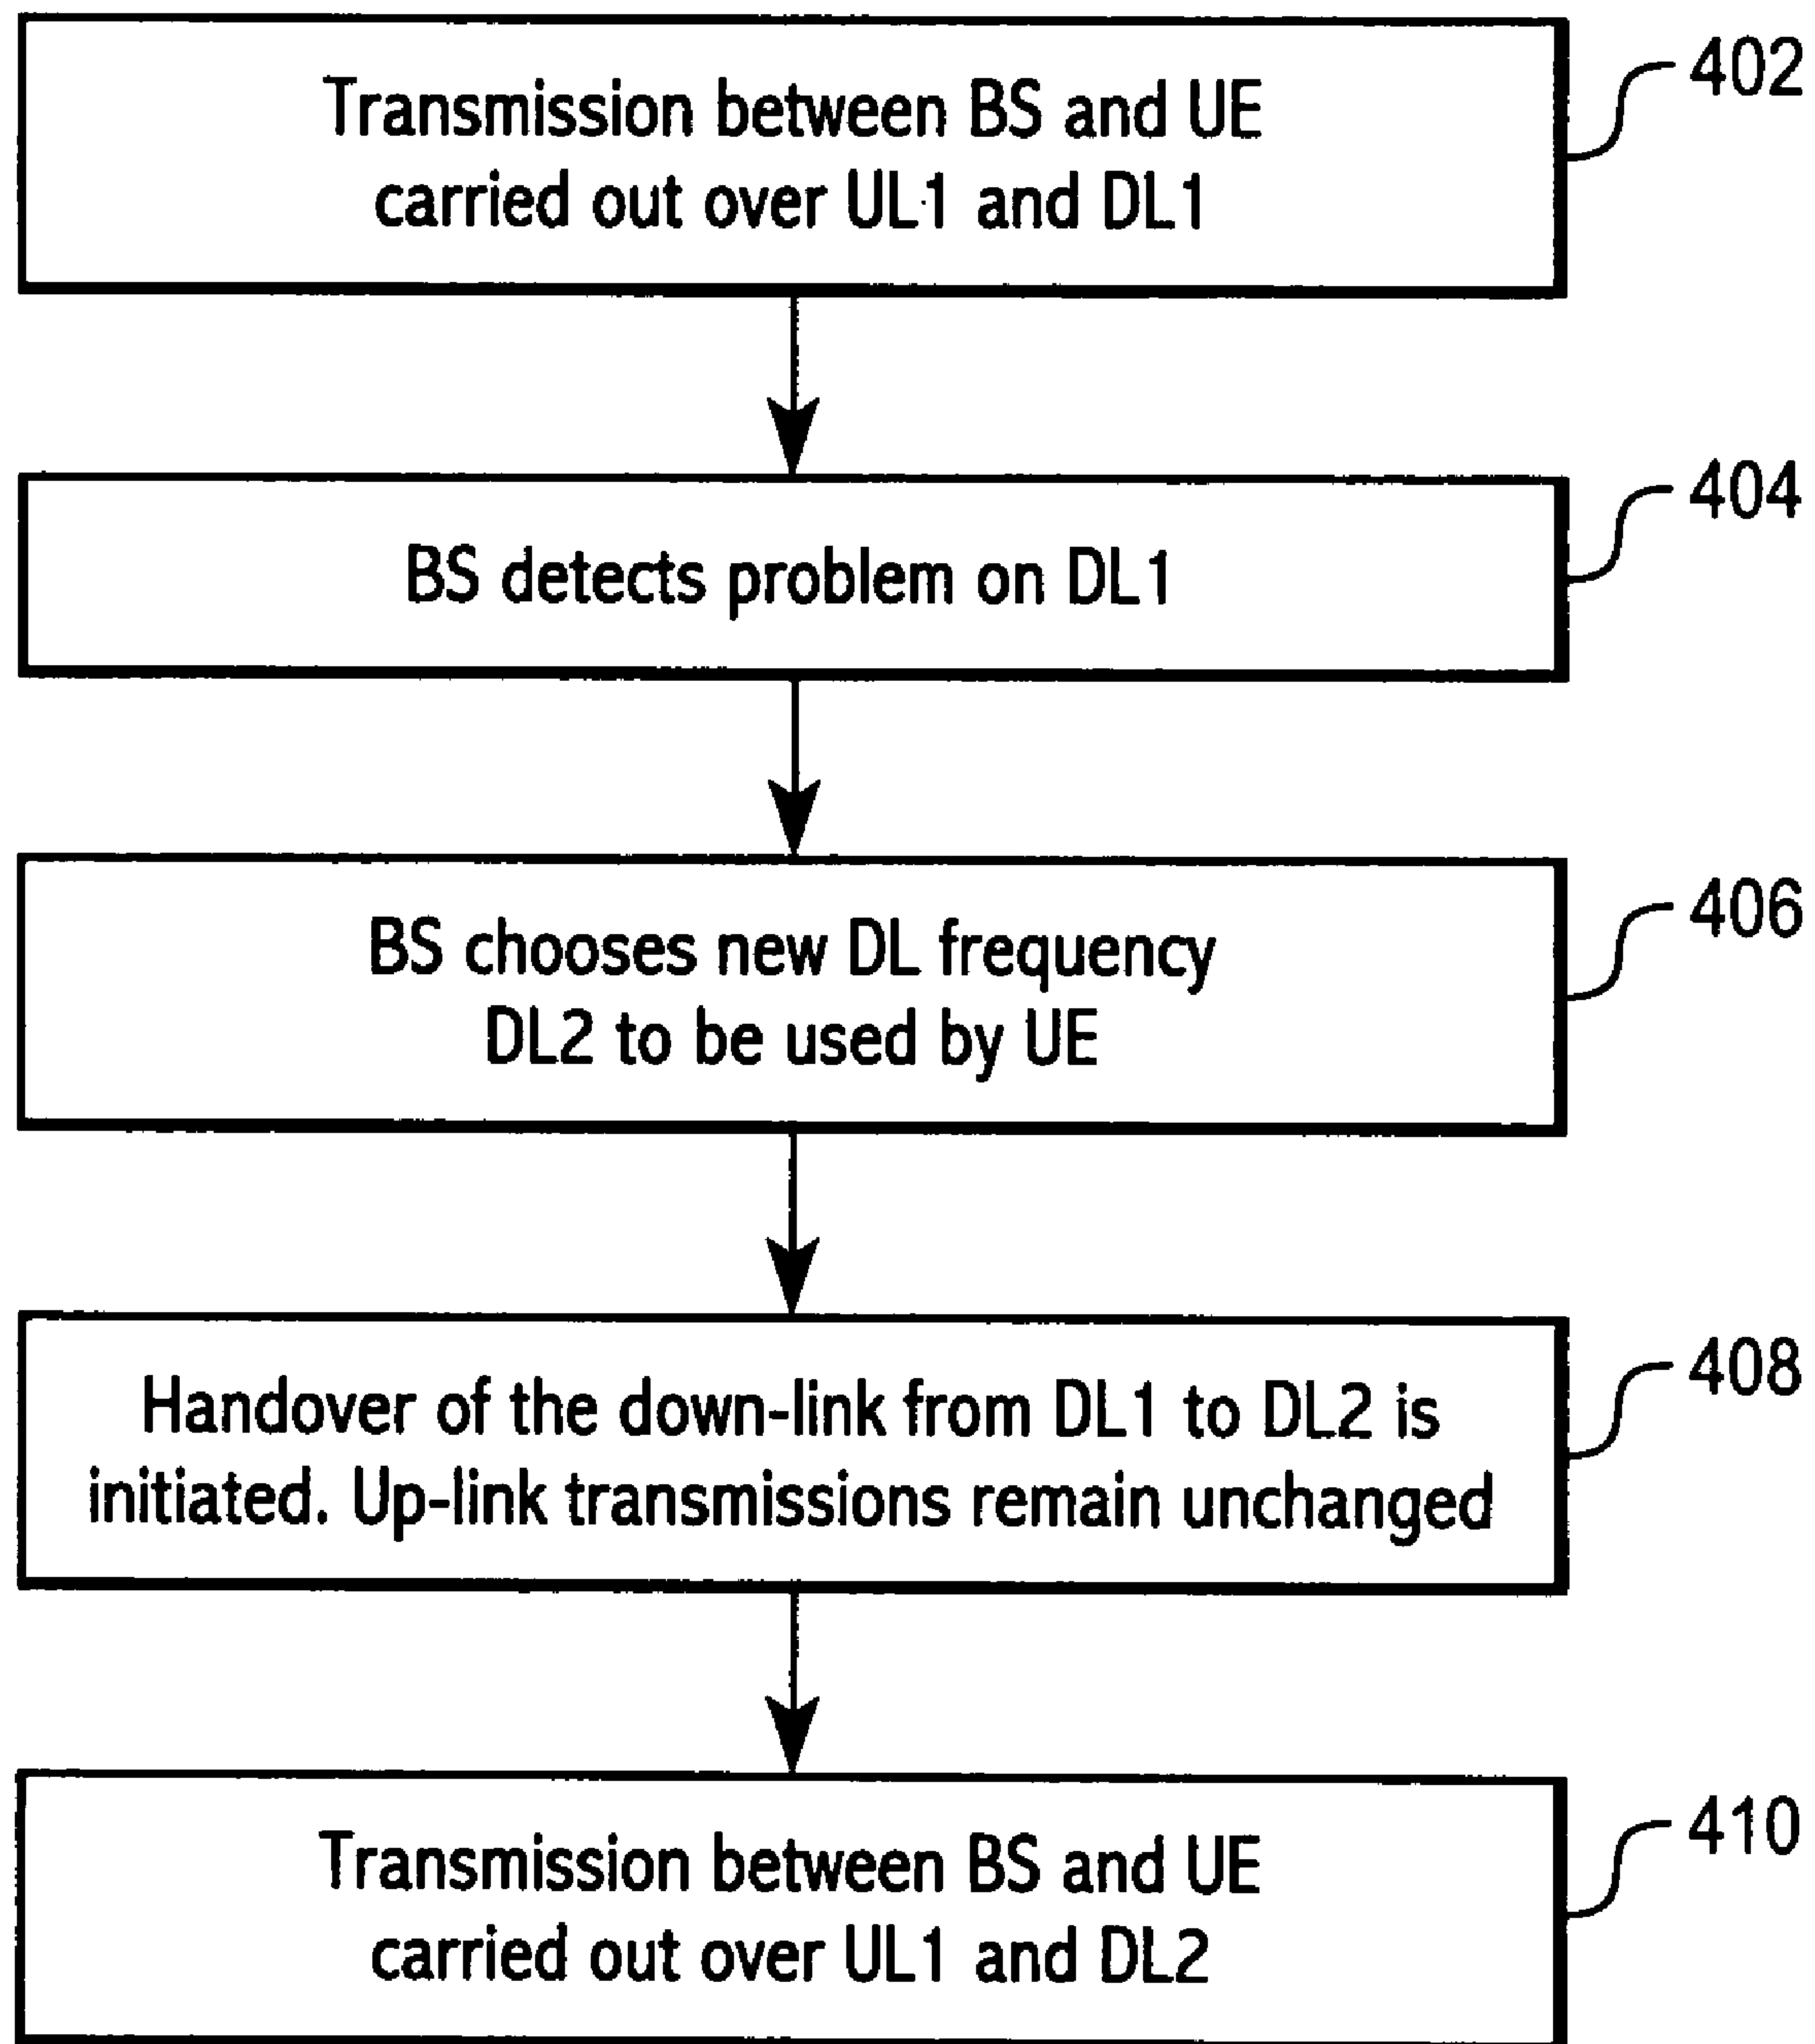 Transmission between BS and UE
carried out over UL1 and DL1
402
BS detects problem on DL1
404
BS chooses new DL frequency
DL2 to be used by UE
406
Handover of the down-link from DL1 to DL2 is
initiated. Up-link transmissions remain unchanged
408
Transmission between BS and UE
carried out over UL1 and DL2
410